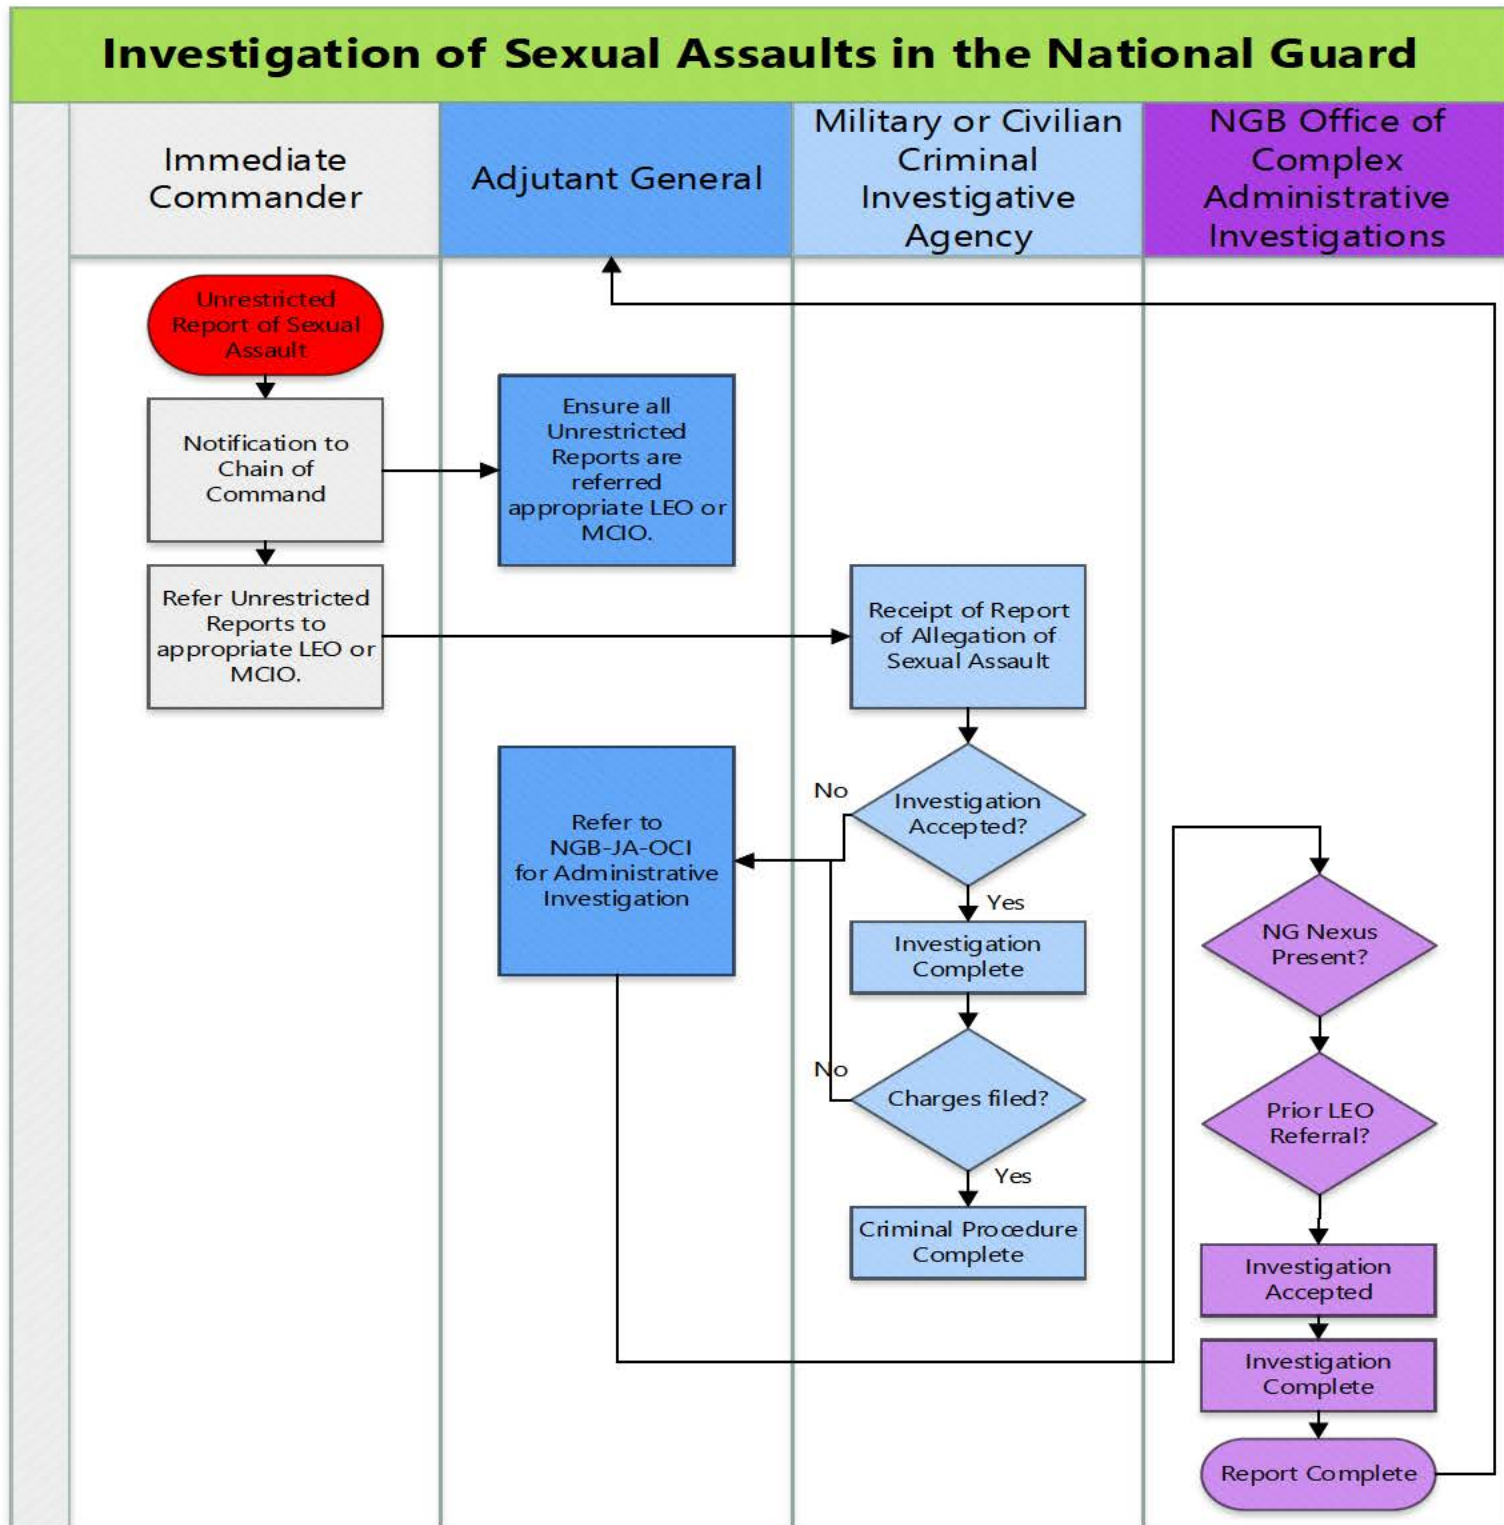 Investigation of Sexual Assaults in the National Guard
Immediate
Commander
Adjutant General
Military or Civilian
Criminal
Investigative
Agency
NGB Office of
Complex
Administrative
Investigations
Unrestricted
Report of Sexual
Assault
Notification to
Chain of
Command
Ensure all
Unrestricted
Reports are
referred
appropriate LEO or
MCIO.
Refer Unrestricted
Reports to
appropriate LEO or
MCIO.
Receipt of Report
of Allegation of
Sexual Assault
No
Investigation
Accepted?
Refer to
NGB-JA-OCI
for Administrative
Investigation
Yes
Investigation
Complete
No
Charges filed?
Yes
Criminal Procedure
Complete
NG Nexus
Present?
Prior LEO
Referral?
Investigation
Accepted
Investigation
Complete
Report Complete